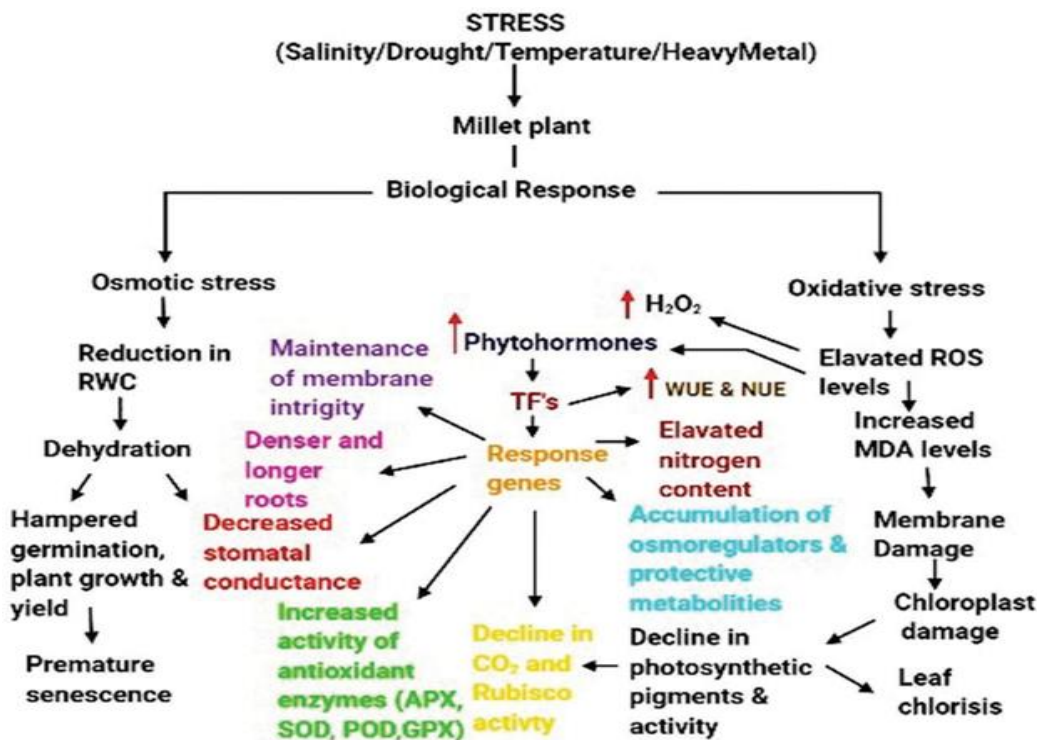 STRESS
(Salinity/Drought/Temperature/HeavyMetal)
Millet plant
Biological Response
Osmotic stress
Reduction in
RWC
Dehydration
Hampered
germination,
plant growth &
yield
Premature
senescence
Maintenance
of membrane
intrigity
Denser and
longer
roots
Decreased
stomatal
conductance
Increased
activity of
antioxidant
enzymes (APX,
SOD, POD,GPX)
Phytohormones
TF's
Response
genes
H₂O₂
WUE & NUE
Elavated
nitrogen
content
Accumulation of
osmoregulators &
protective
metabolities
Decline in
CO₂ and
Rubisco
activty
Decline in
photosynthetic
pigments &
activity
Oxidative stress
Elavated ROS
levels
Increased
MDA levels
Membrane
Damage
Chloroplast
damage
Leaf
chlorisis